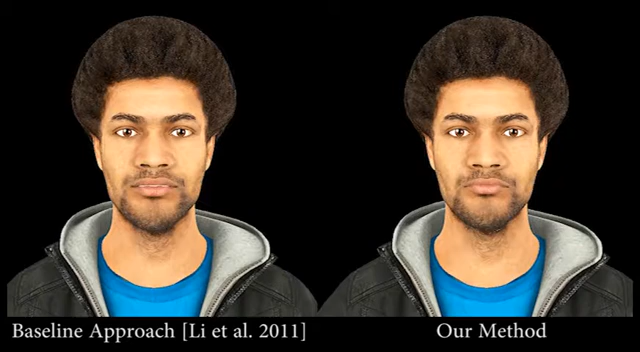 Baseline Approach [Li et al. 2011]
Our Method